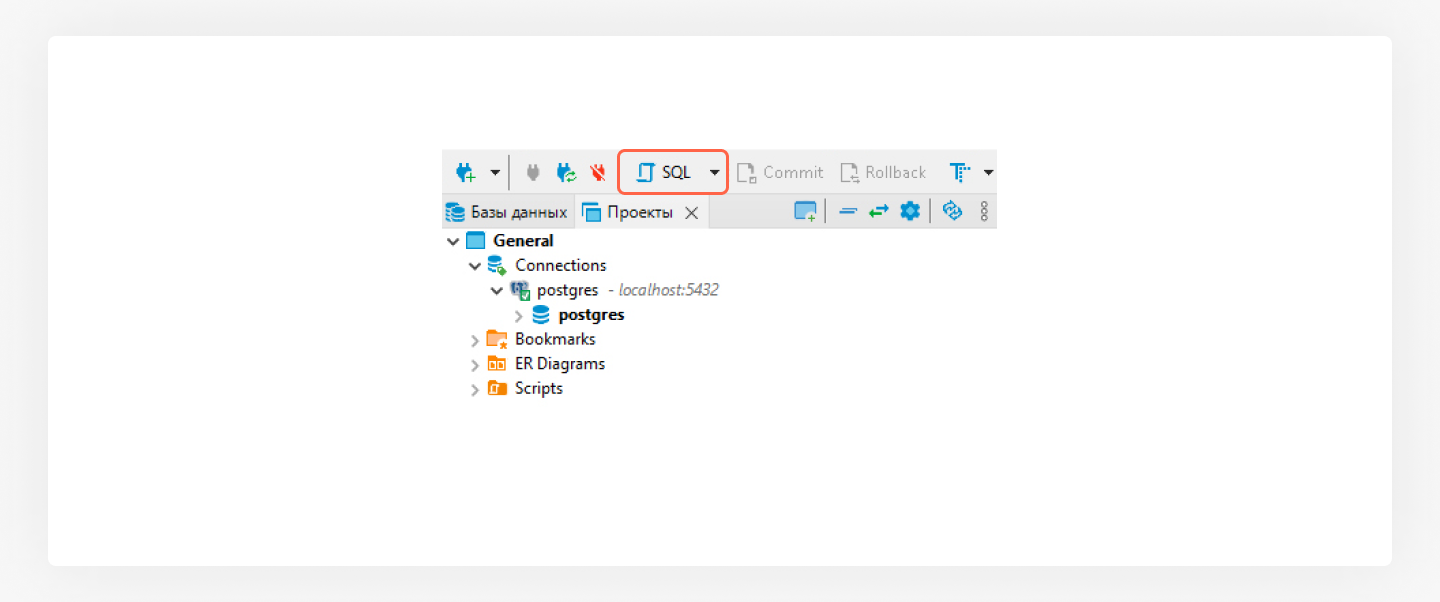 SQL Commit Rollback
Базы данных Проекты
General
Connections
postgres - localhost:5432
postgres
Bookmarks
ER Diagrams
Scripts